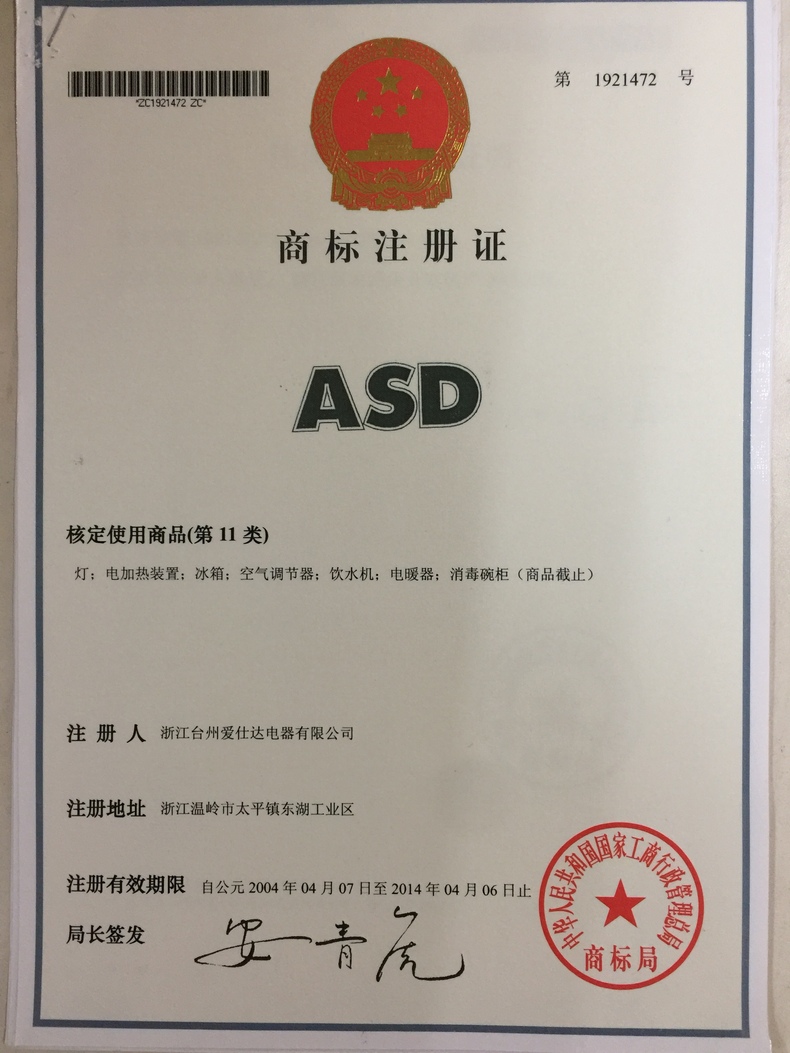 *ZC1921472 ZC*
第 1921472 号
商标注册证
ASD
核定使用商品(第 11 类)
灯；电加热装置；冰箱；空气调节器；饮水机；电暖器；消毒碗柜（商品截止）
注 册 人 浙江台州爱仕达电器有限公司
注册地址 浙江温岭市太平镇东湖工业区
注册有效期限 自公元 2004 年 04 月 07 日至 2014 年 04 月 06 日止
局长签发 安青虎
中华人民共和国国家工商行政管理总局
商标局